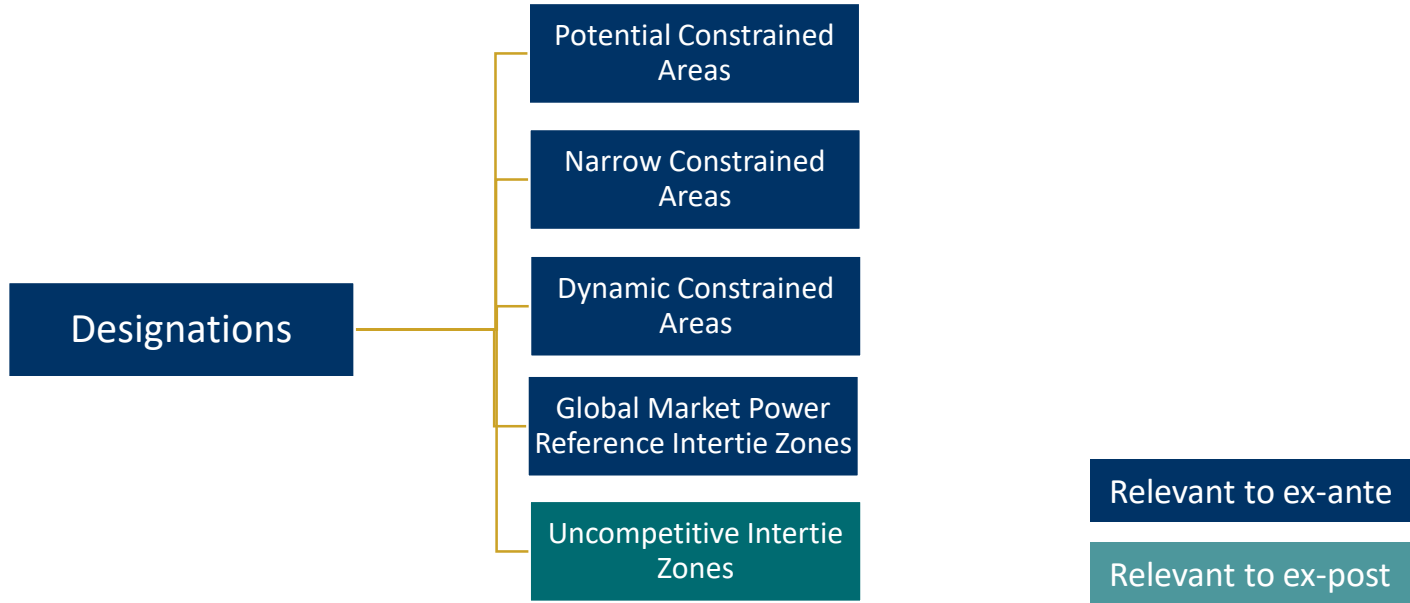 Potential Constrained
Areas
Narrow Constrained
Areas
Dynamic Constrained
Areas
Designations
Global Market Power
Reference Intertie Zones
Uncompetitive Intertie
Zones
Relevant to ex-ante
Relevant to ex-post